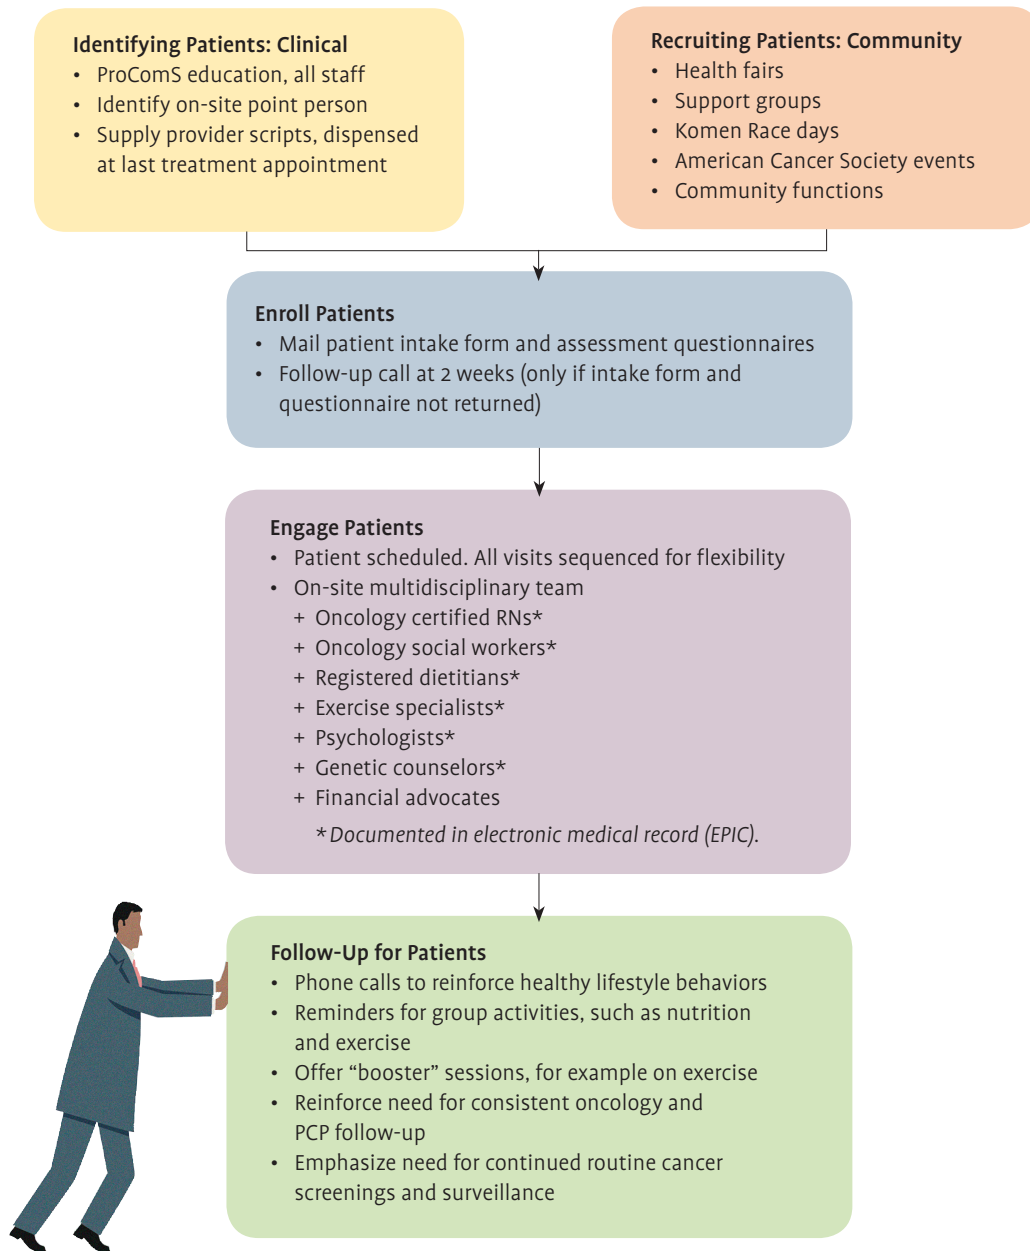 Identifying Patients: Clinical
• ProComS education, all staff
• Identify on-site point person
• Supply provider scripts, dispensed
at last treatment appointment
Recruiting Patients: Community
• Health fairs
• Support groups
• Komen Race days
• American Cancer Society events
• Community functions
Enroll Patients
• Mail patient intake form and assessment questionnaires
• Follow-up call at 2 weeks (only if intake form and
questionnaire not returned)
Engage Patients
• Patient scheduled. All visits sequenced for flexibility
• On-site multidisciplinary team
+ Oncology certified RNs*
+ Oncology social workers*
+ Registered dietitians*
+ Exercise specialists*
+ Psychologists*
+ Genetic counselors*
+ Financial advocates
*Documented in electronic medical record (EPIC).
Follow-Up for Patients
• Phone calls to reinforce healthy lifestyle behaviors
• Reminders for group activities, such as nutrition
and exercise
• Offer “booster” sessions, for example on exercise
• Reinforce need for consistent oncology and
PCP follow-up
• Emphasize need for continued routine cancer
screenings and surveillance